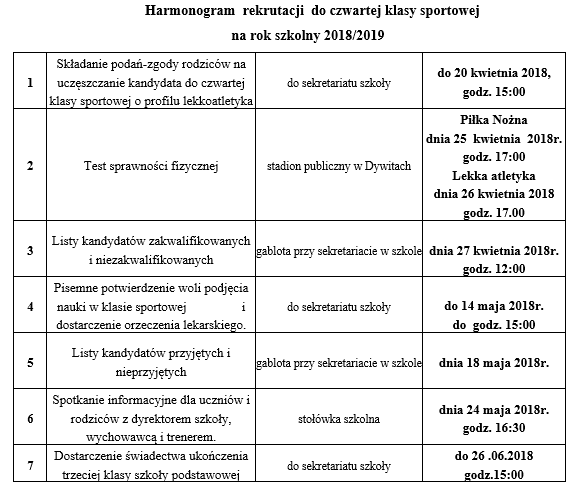 Harmonogram rekrutacji do czwartej klasy sportowej
na rok szkolny 2018/2019
1
Składanie podań-zgody rodziców na
uczęszczanie kandydata do czwartej
klasy sportowej o profilu lekkoatletyka
do sekretariatu szkoły
do 20 kwietnia 2018,
godz. 15:00
2
Test sprawności fizycznej
stadion publiczny w Dywitach
Piłka Nożna
dnia 25 kwietnia 2018r.
godz. 17:00
Lekka atletyka
dnia 26 kwietnia 2018
godz. 17.00
3
Listy kandydatów zakwalifikowanych
i niezakwalifikowanych
gablota przy sekretariacie w szkole
dnia 27 kwietnia 2018r.
godz. 12:00
4
Pisemne potwierdzenie woli podjęcia
nauki w klasie sportowej i
dostarczenie orzeczenia lekarskiego.
do sekretariatu szkoły
do 14 maja 2018r.
do godz. 15:00
5
Listy kandydatów przyjętych i
nieprzyjętych
gablota przy sekretariacie w szkole
dnia 18 maja 2018r.
6
Spotkanie informacyjne dla uczniów i
rodziców z dyrektorem szkoły,
wychowawcą i trenerem.
stołówka szkolna
dnia 24 maja 2018r.
godz. 16:30
7
Dostarczenie świadectwa ukończenia
trzeciej klasy szkoły podstawowej
do sekretariatu szkoły
do 26 .06.2018
godz.15:00